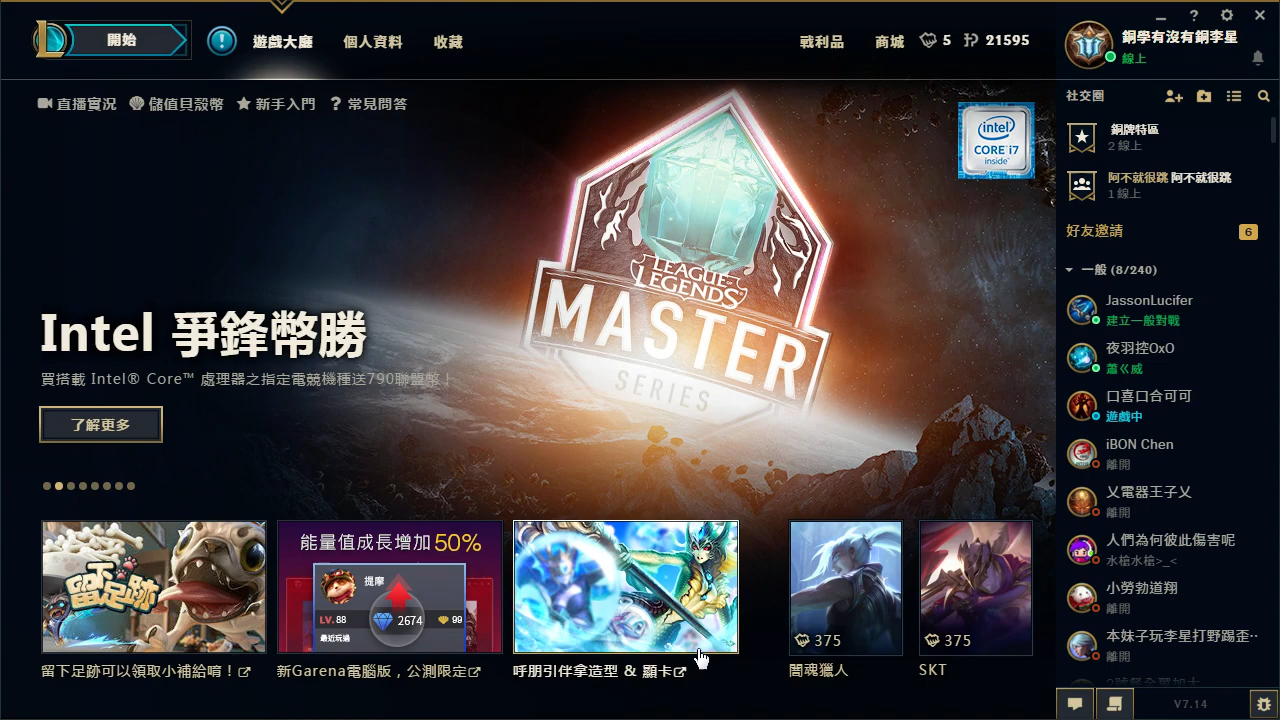 開始
遊戲大廳
個人資料
收藏
戰利品
商城
5
21595
?
銅學有沒有銅李星
線上
直播實況
儲值貝殼幣
新手入門
? 常見問答
intel
CORE i7
inside
LEAGUE OF
LEGENDS
MASTER
SERIES
Intel 爭鋒幣勝
買搭載 Intel® Core™ 處理器之指定電競機種送790聯盟幣！
了解更多
留下足跡
能量值成長增加50%
提摩
LV. 88
2674
99
最近玩過
375
375
留下足跡可以領取小補給唷！
新Garena電腦版，公測限定
呼朋引伴拿造型 & 顯卡
闇魂獵人
SKT
社交圈
銅牌特區
2 線上
阿不就很跳 阿不就很跳
1 線上
好友邀請
6
一般 (8/240)
JassonLucifer
建立一般對戰
夜羽控OxO
蕭ㄍ威
口喜口合可可
遊戲中
iBON Chen
離開
乂電器王子乂
離開
人們為何彼此傷害呢
水槍水槍>_<
小勞勃道翔
離開
本妹子玩李星打野踢歪··
離開
V7.14